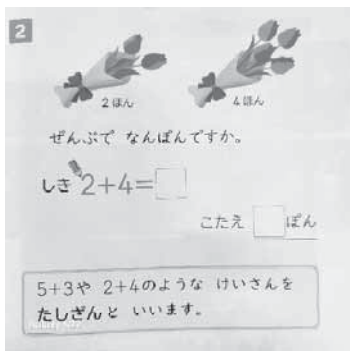 2
2ほん 4ほん
ぜんぶで なんぼんですか。
しき 2+4=
こたえ ぽん
5+3や 2+4のような けいさんを
たしざんと いいます。